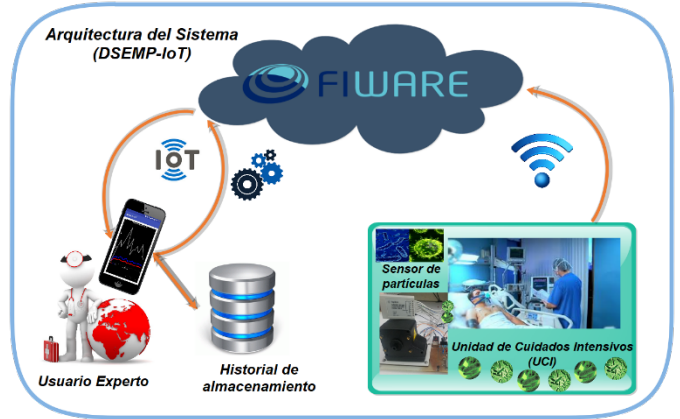 Arquitectura del Sistema
(DSEMP-IoT)
FIWARE
IoT
Sensor de
partículas
Unidad de Cuidados Intensivos
(UCI)
Usuario Experto
Historial de
almacenamiento